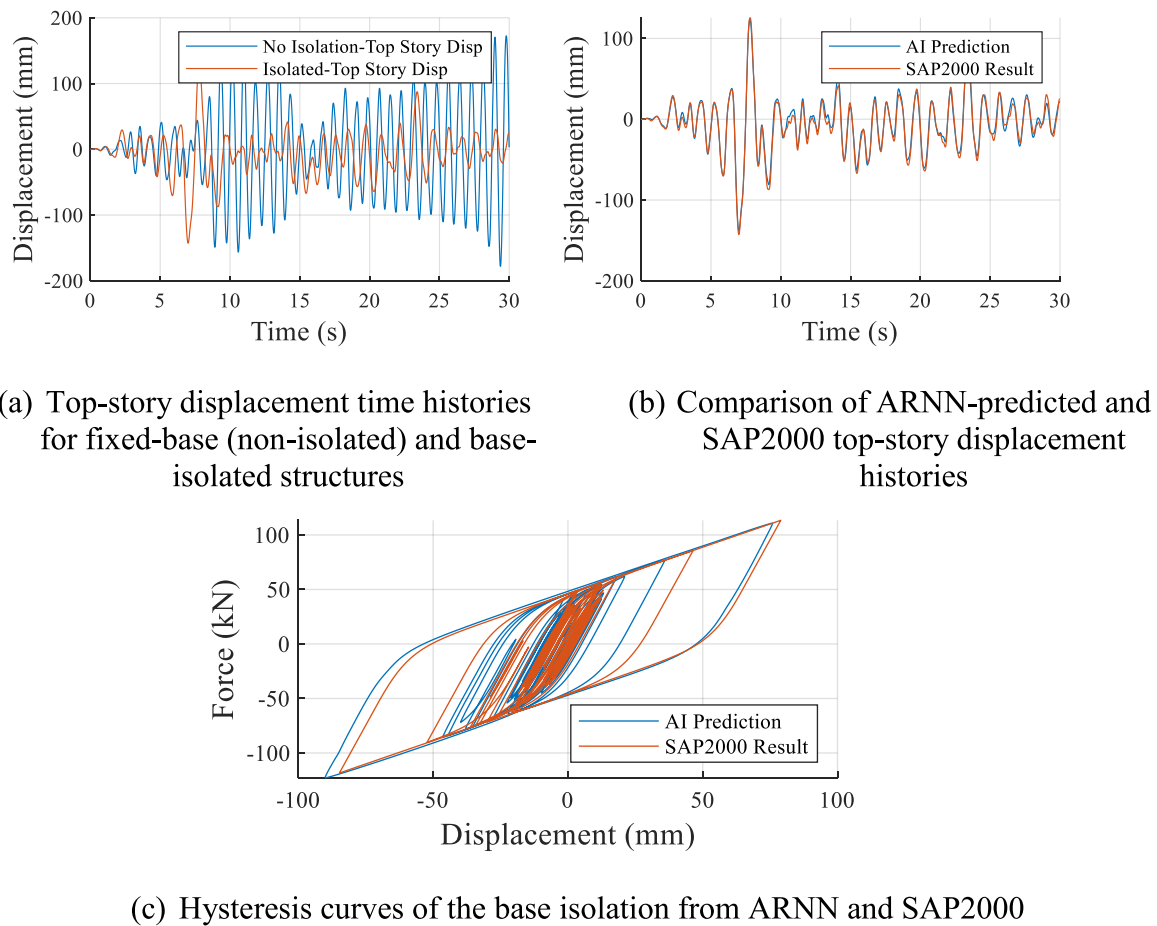 200
100
0
-100
-200
Displacement (mm)
No Isolation-Top Story Disp
Isolated-Top Story Disp
0 5 10 15 20 25 30
Time (s)
100
0
-100
-200
Displacement (mm)
AI Prediction
SAP2000 Result
0 5 10 15 20 25 30
Time (s)
(a) Top-story displacement time histories
for fixed-base (non-isolated) and base-
isolated structures
(b) Comparison of ARNN-predicted and
SAP2000 top-story displacement
histories
100
50
0
-50
-100
Force (kN)
AI Prediction
SAP2000 Result
-100 -50 0 50 100
Displacement (mm)
(c) Hysteresis curves of the base isolation from ARNN and SAP2000